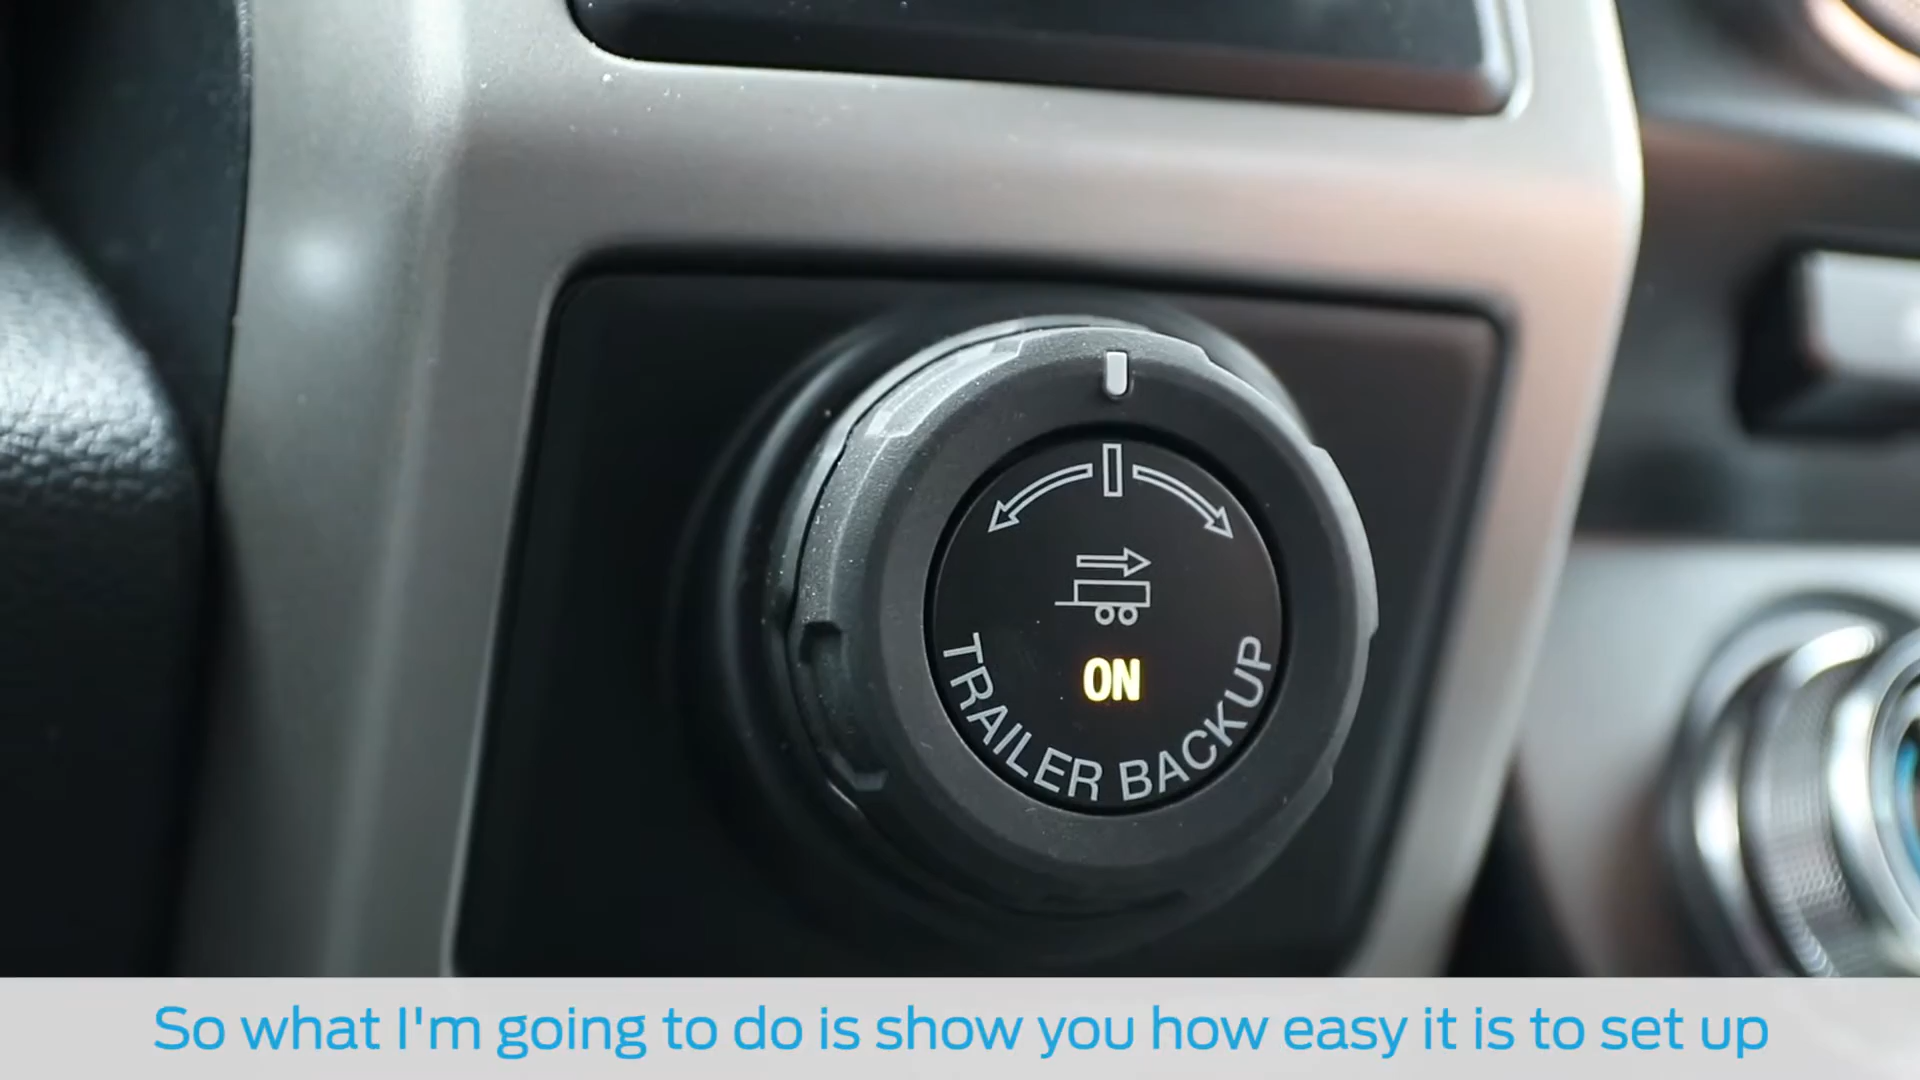 ON
TRAILER BACKUP
So what I'm going to do is show you how easy it is to set up